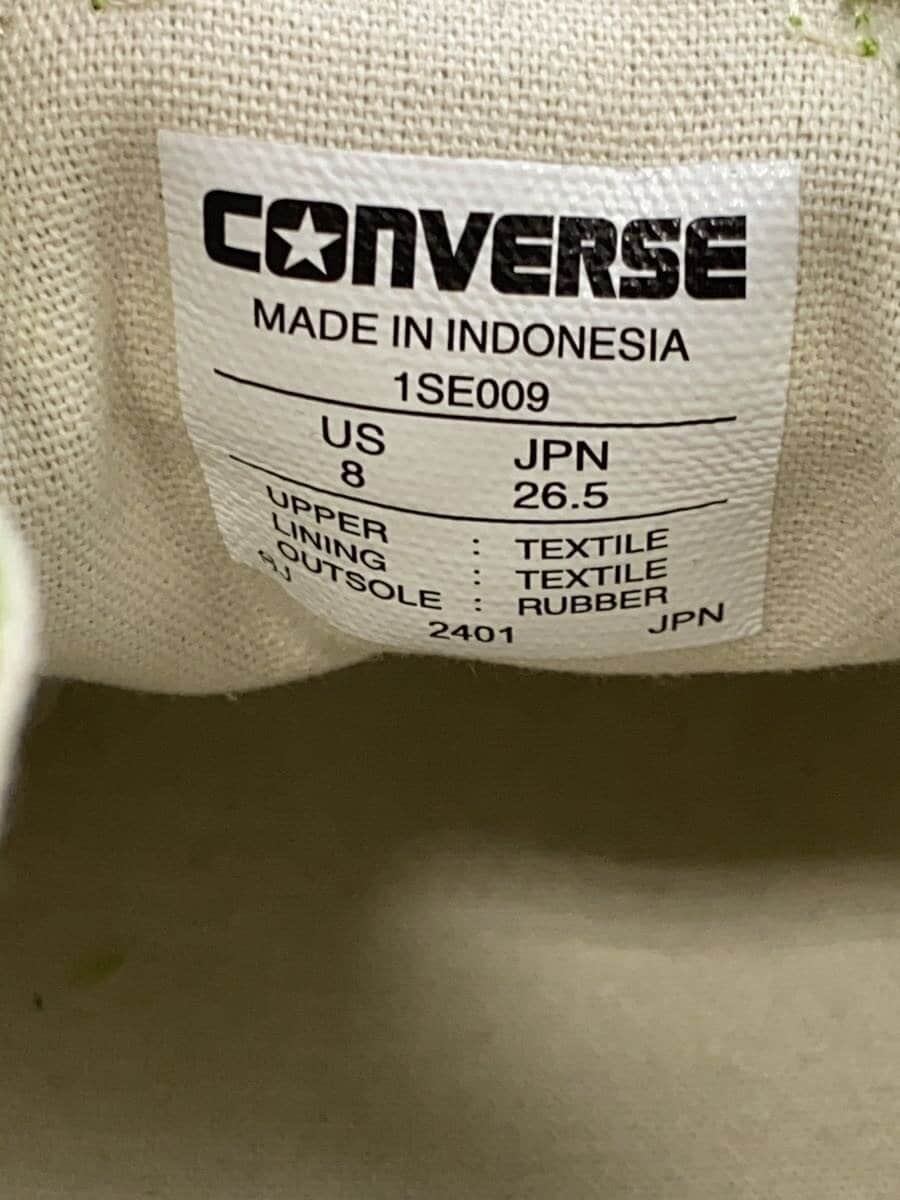 CONVERSE
MADE IN INDONESIA
1SE009
US JPN
8 26.5
UPPER : TEXTILE
LINING : TEXTILE
OUTSOLE : RUBBER
2401 JPN